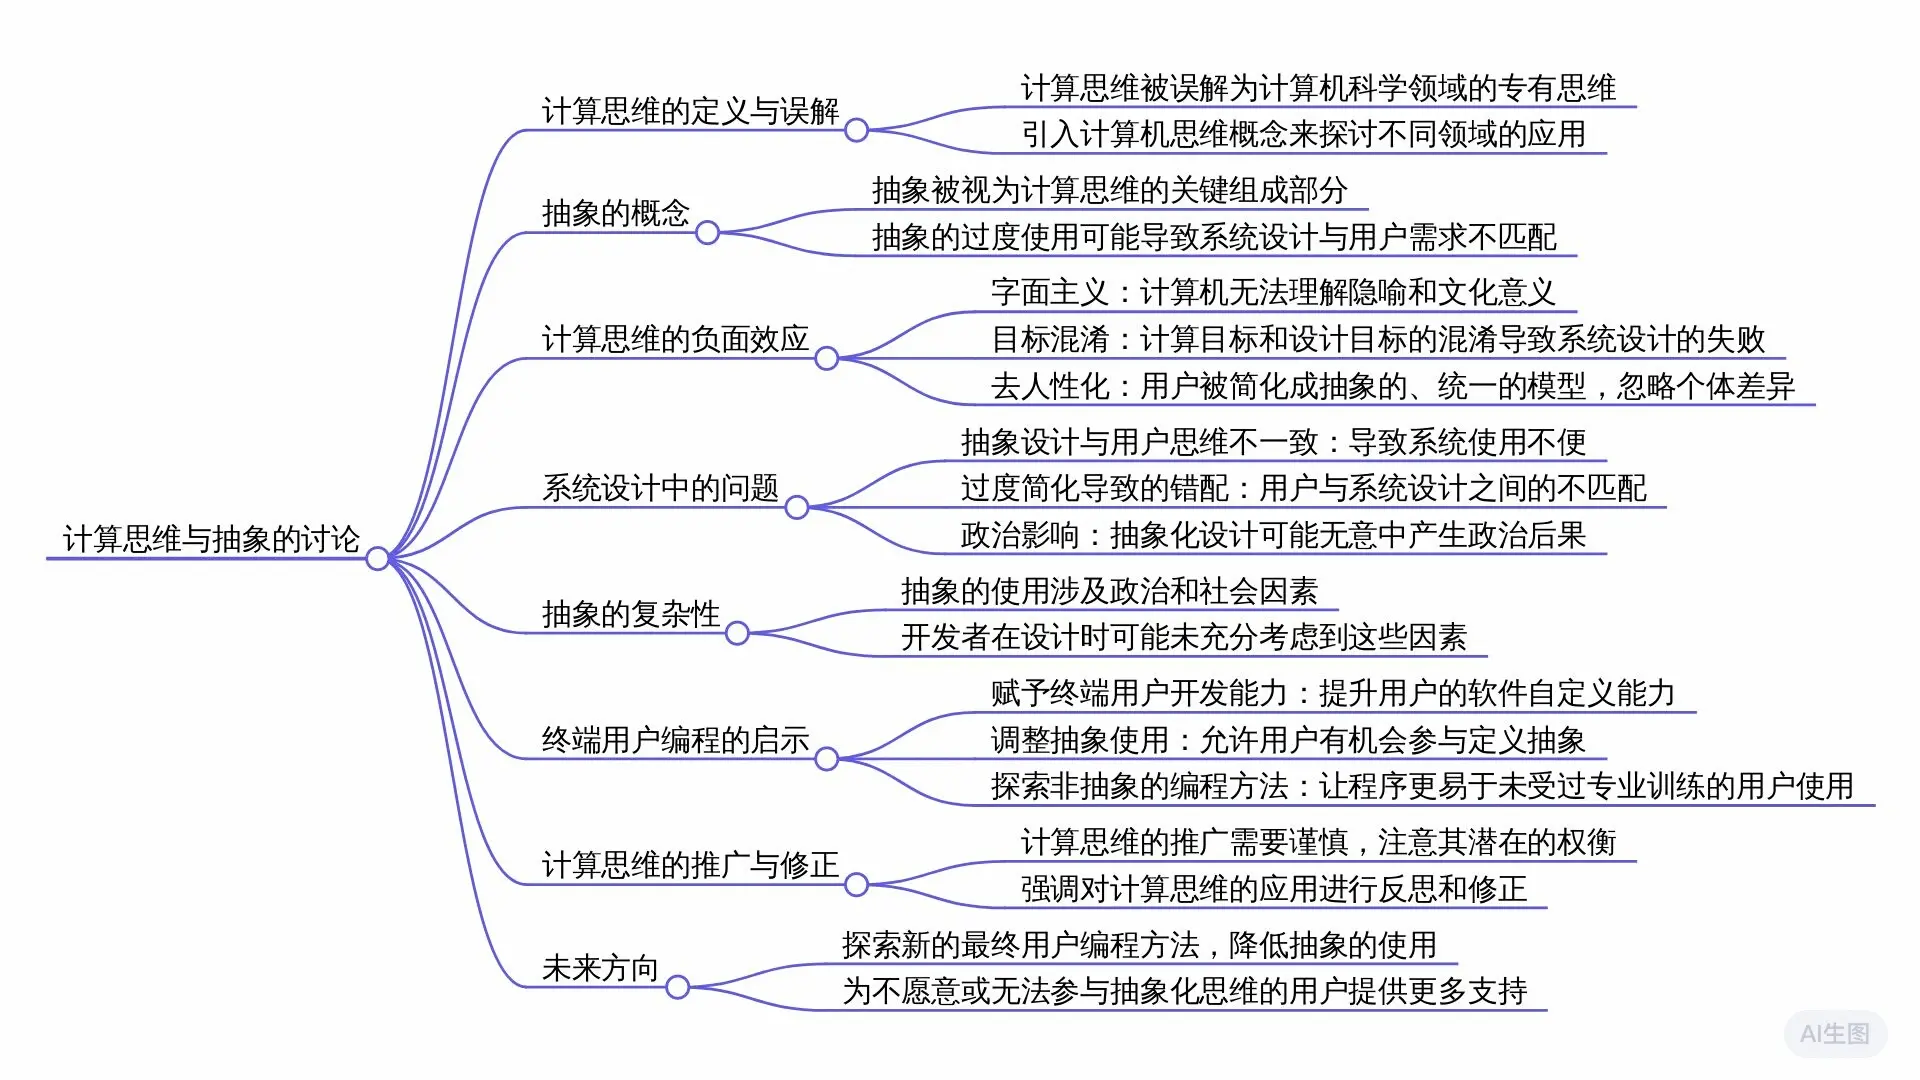 计算思维与抽象的讨论
计算思维的定义与误解
计算思维被误解为计算机科学领域的专有思维
引入计算机思维概念来探讨不同领域的应用
抽象的概念
抽象被视为计算思维的关键组成部分
抽象的过度使用可能导致系统设计与用户需求不匹配
计算思维的负面效应
字面主义：计算机无法理解隐喻和文化意义
目标混淆：计算目标和设计目标的混淆导致系统设计的失败
去人性化：用户被简化成抽象的、统一的模型，忽略个体差异
系统设计中的问题
抽象设计与用户思维不一致：导致系统使用不便
过度简化导致的错配：用户与系统设计之间的不匹配
政治影响：抽象化设计可能无意中产生政治后果
抽象的复杂性
抽象的使用涉及政治和社会因素
开发者在设计时可能未充分考虑到这些因素
终端用户编程的启示
赋予终端用户开发能力：提升用户的软件自定义能力
调整抽象使用：允许用户有机会参与定义抽象
探索非抽象的编程方法：让程序更易于未受过专业训练的用户使用
计算思维的推广与修正
计算思维的推广需要谨慎，注意其潜在的权衡
强调对计算思维的应用进行反思和修正
未来方向
探索新的最终用户编程方法，降低抽象的使用
为不愿意或无法参与抽象化思维的用户提供更多支持
AI生图